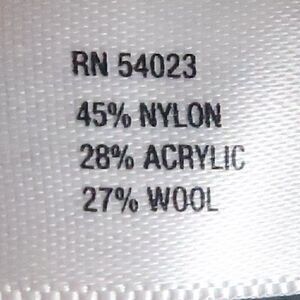 RN 54023
45% NYLON
28% ACRYLIC
27% WOOL